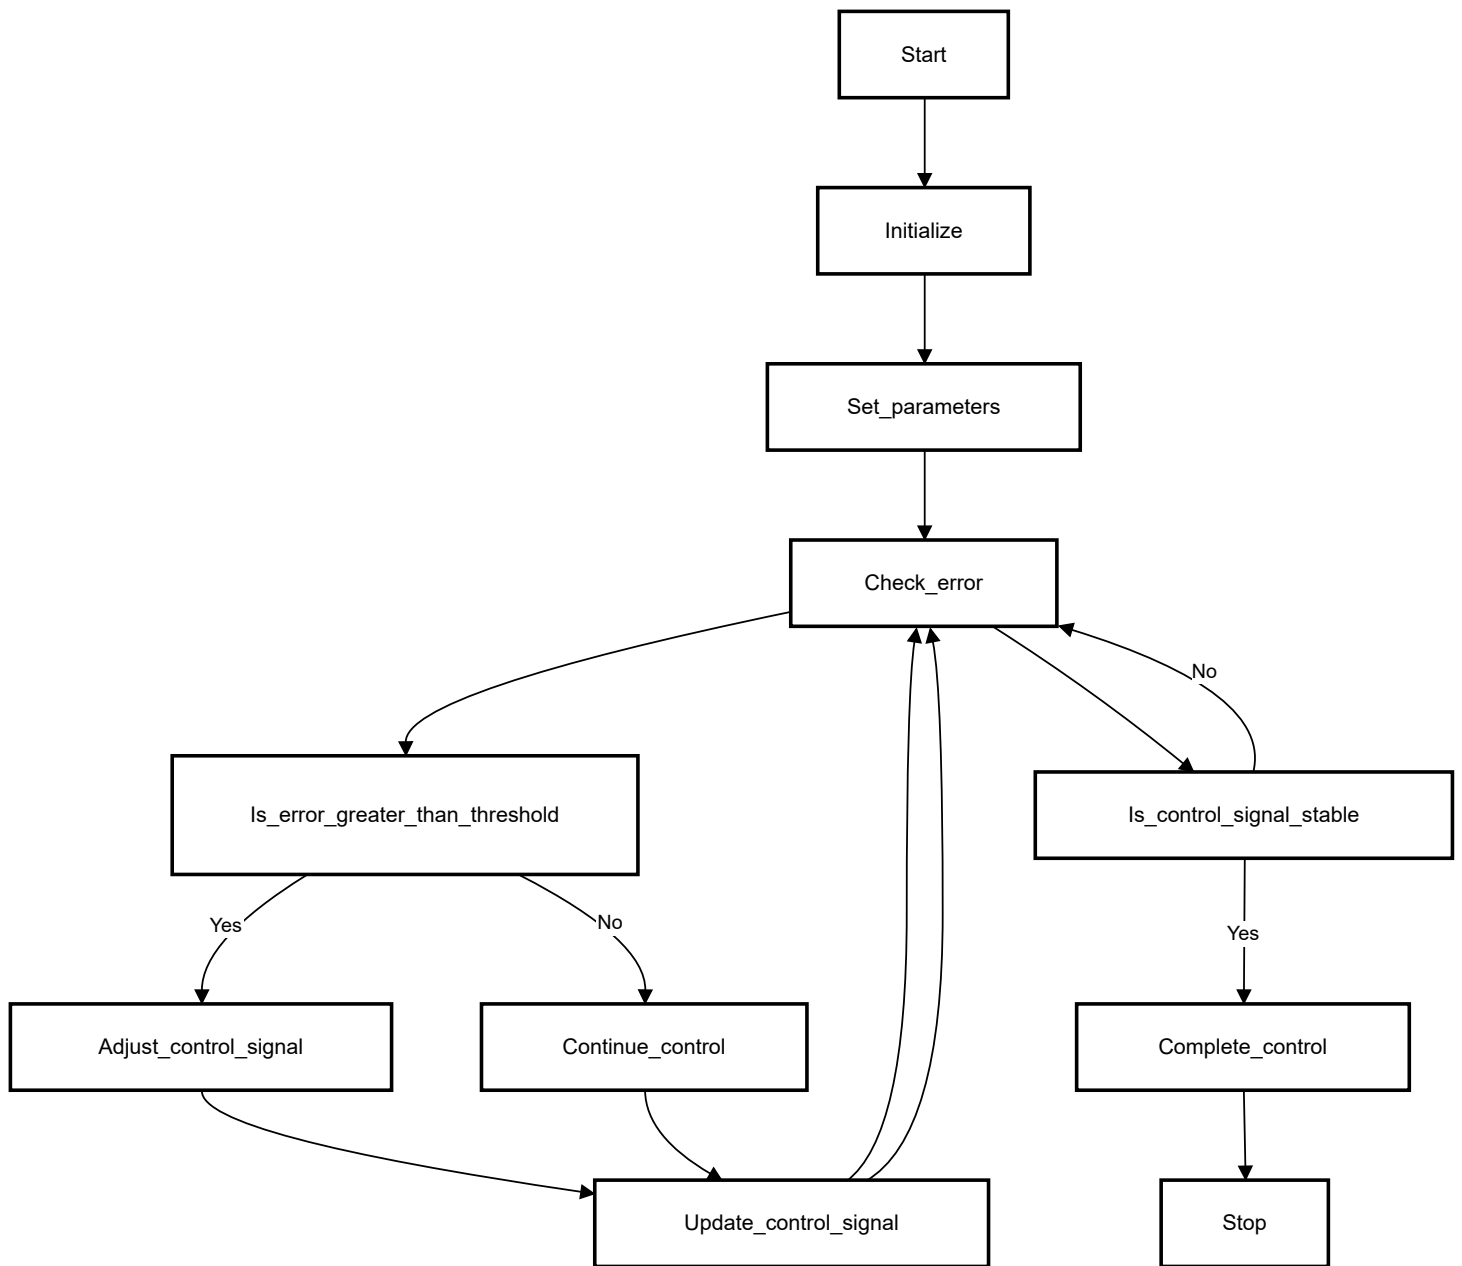 Start
Initialize
Set_parameters
Check_error
No
Is_error_greater_than_threshold
Is_control_signal_stable
Yes
No
Yes
Adjust_control_signal
Continue_control
Complete_control
Update_control_signal
Stop